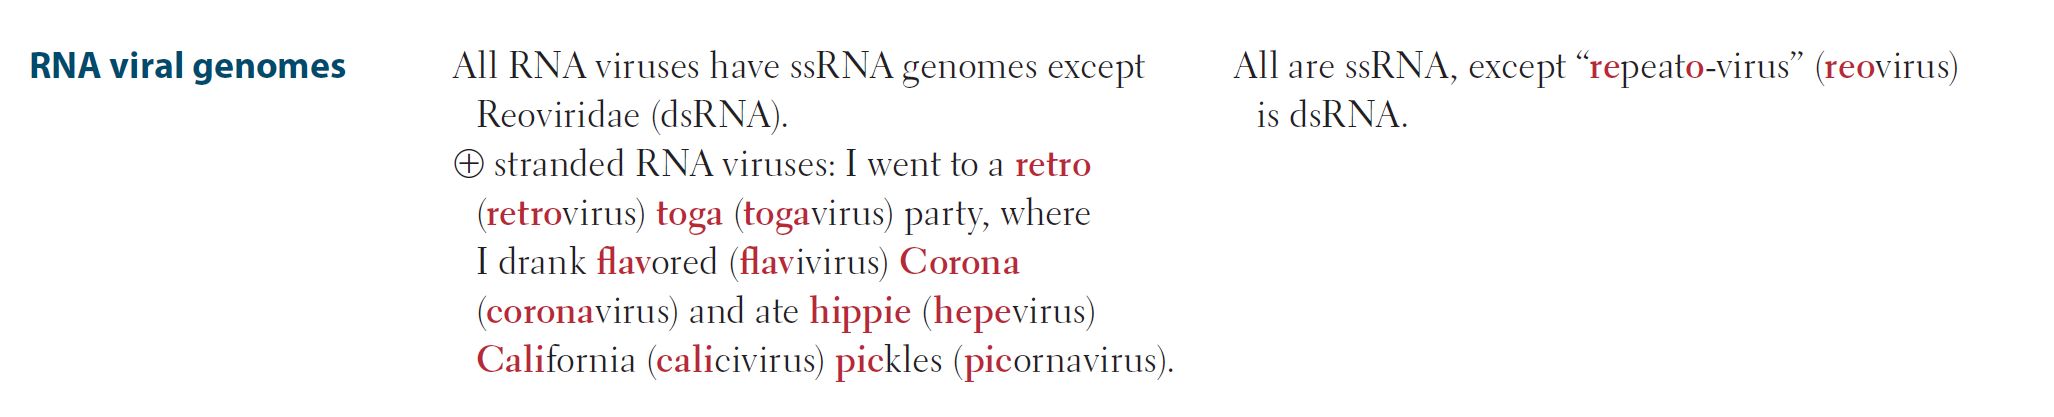 RNA viral genomes
All RNA viruses have ssRNA genomes except
Reoviridae (dsRNA).
⊕ stranded RNA viruses: I went to a retro
(retrovirus) toga (togavirus) party, where
I drank flavored (flavivirus) Corona
(coronavirus) and ate hippie (hepevirus)
California (calicivirus) pickles (picornavirus).
All are ssRNA, except “repeato-virus” (reovirus)
is dsRNA.